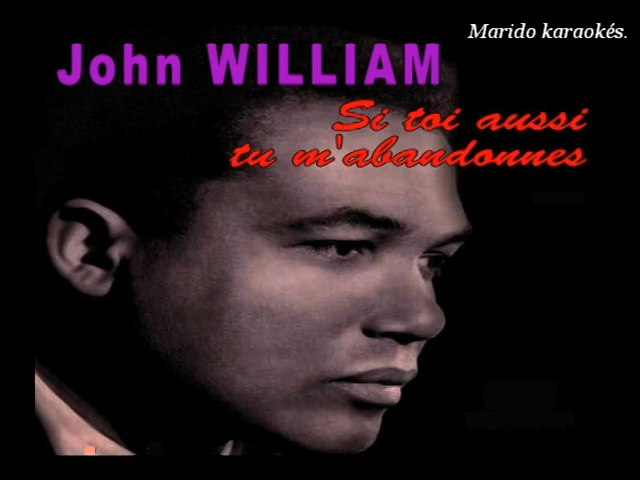 Marido karaokés.
John WILLIAM
Si toi aussi
tu m'abandonnes